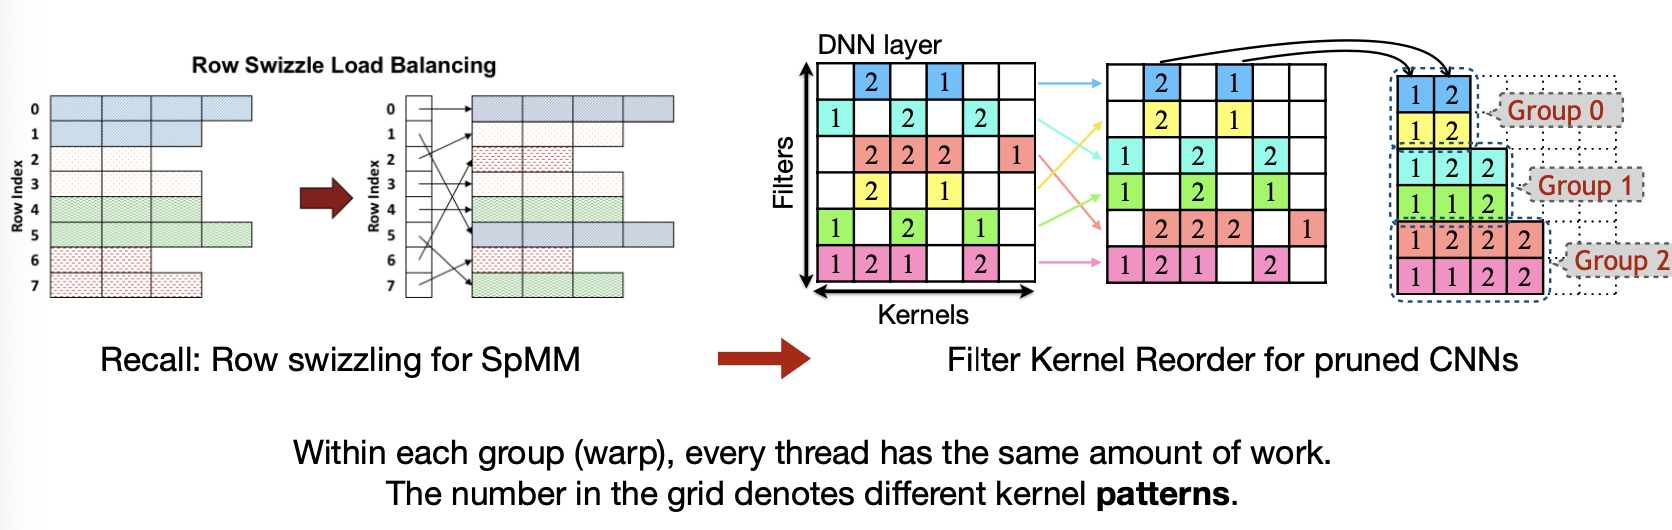 Row Swizzle Load Balancing
Row Index
0
1
2
3
4
5
6
7
Row Index
0
1
2
3
4
5
6
7
DNN layer
Filters
2 1
1 2 2
2 2 2 1
2 1
1 2 1
1 2 1 2
Kernels
2 1
2 1
1 2 2
1 2 1
2 2 2 1
1 2 1 2
1 2
1 2
1 2 2
1 1 2
1 2 2 2
1 1 2 2
Group 0
Group 1
Group 2
Recall: Row swizzling for SpMM
Filter Kernel Reorder for pruned CNNs
Within each group (warp), every thread has the same amount of work.
The number in the grid denotes different kernel patterns.